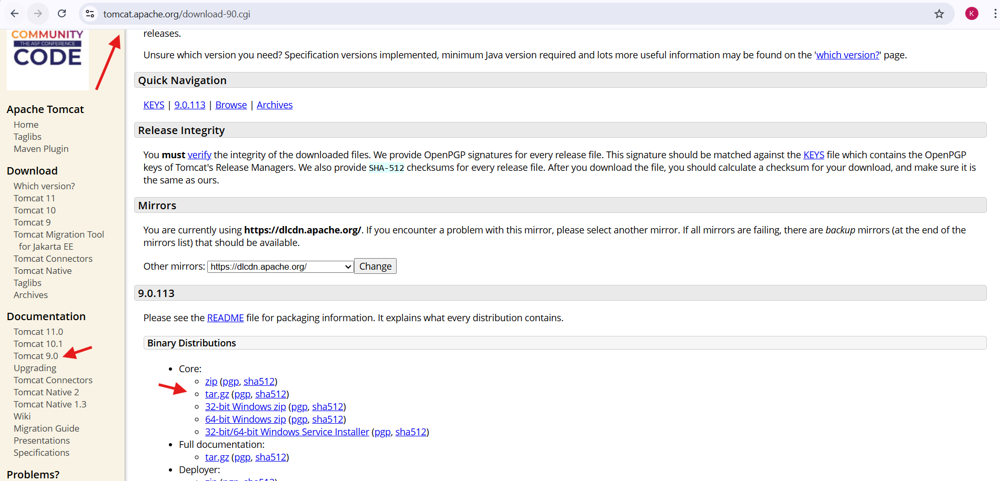 tomcat.apache.org/download-90.cgi
K
COMMUNITY
THE ASF CONFERENCE
CODE
Apache Tomcat
Home
Taglibs
Maven Plugin
Download
Which version?
Tomcat 11
Tomcat 10
Tomcat 9
Tomcat Migration Tool
for Jakarta EE
Tomcat Connectors
Tomcat Native
Taglibs
Archives
Documentation
Tomcat 11.0
Tomcat 10.1
Tomcat 9.0
Upgrading
Tomcat Connectors
Tomcat Native 2
Tomcat Native 1.3
Wiki
Migration Guide
Presentations
Specifications
Problems?
releases.
Unsure which version you need? Specification versions implemented, minimum Java version required and lots more useful information may be found on the 'which version?' page.
Quick Navigation
KEYS | 9.0.113 | Browse | Archives
Release Integrity
You must verify the integrity of the downloaded files. We provide OpenPGP signatures for every release file. This signature should be matched against the KEYS file which contains the OpenPGP
keys of Tomcat's Release Managers. We also provide SHA-512 checksums for every release file. After you download the file, you should calculate a checksum for your download, and make sure it is
the same as ours.
Mirrors
You are currently using https://dlcdn.apache.org/. If you encounter a problem with this mirror, please select another mirror. If all mirrors are failing, there are backup mirrors (at the end of the
mirrors list) that should be available.
Other mirrors: https://dlcdn.apache.org/ Change
9.0.113
Please see the README file for packaging information. It explains what every distribution contains.
Binary Distributions
• Core:
zip (pgp, sha512)
tar.gz (pgp, sha512)
32-bit Windows zip (pgp, sha512)
64-bit Windows zip (pgp, sha512)
32-bit/64-bit Windows Service Installer (pgp, sha512)
• Full documentation:
tar.gz (pgp, sha512)
• Deployer:
zip (pgp, sha512)